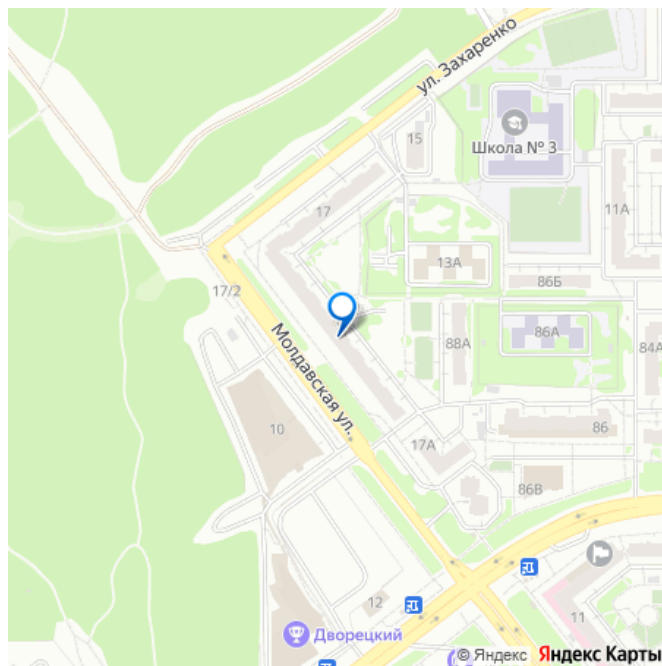 ул. Захаренко
15
Школа № 3
17
11А
13А
86Б
17/2
Молдавская ул.
88А
86А
84А
10
17А
86
86В
12
11
Дворецкий
© Яндекс Яндекс Карты